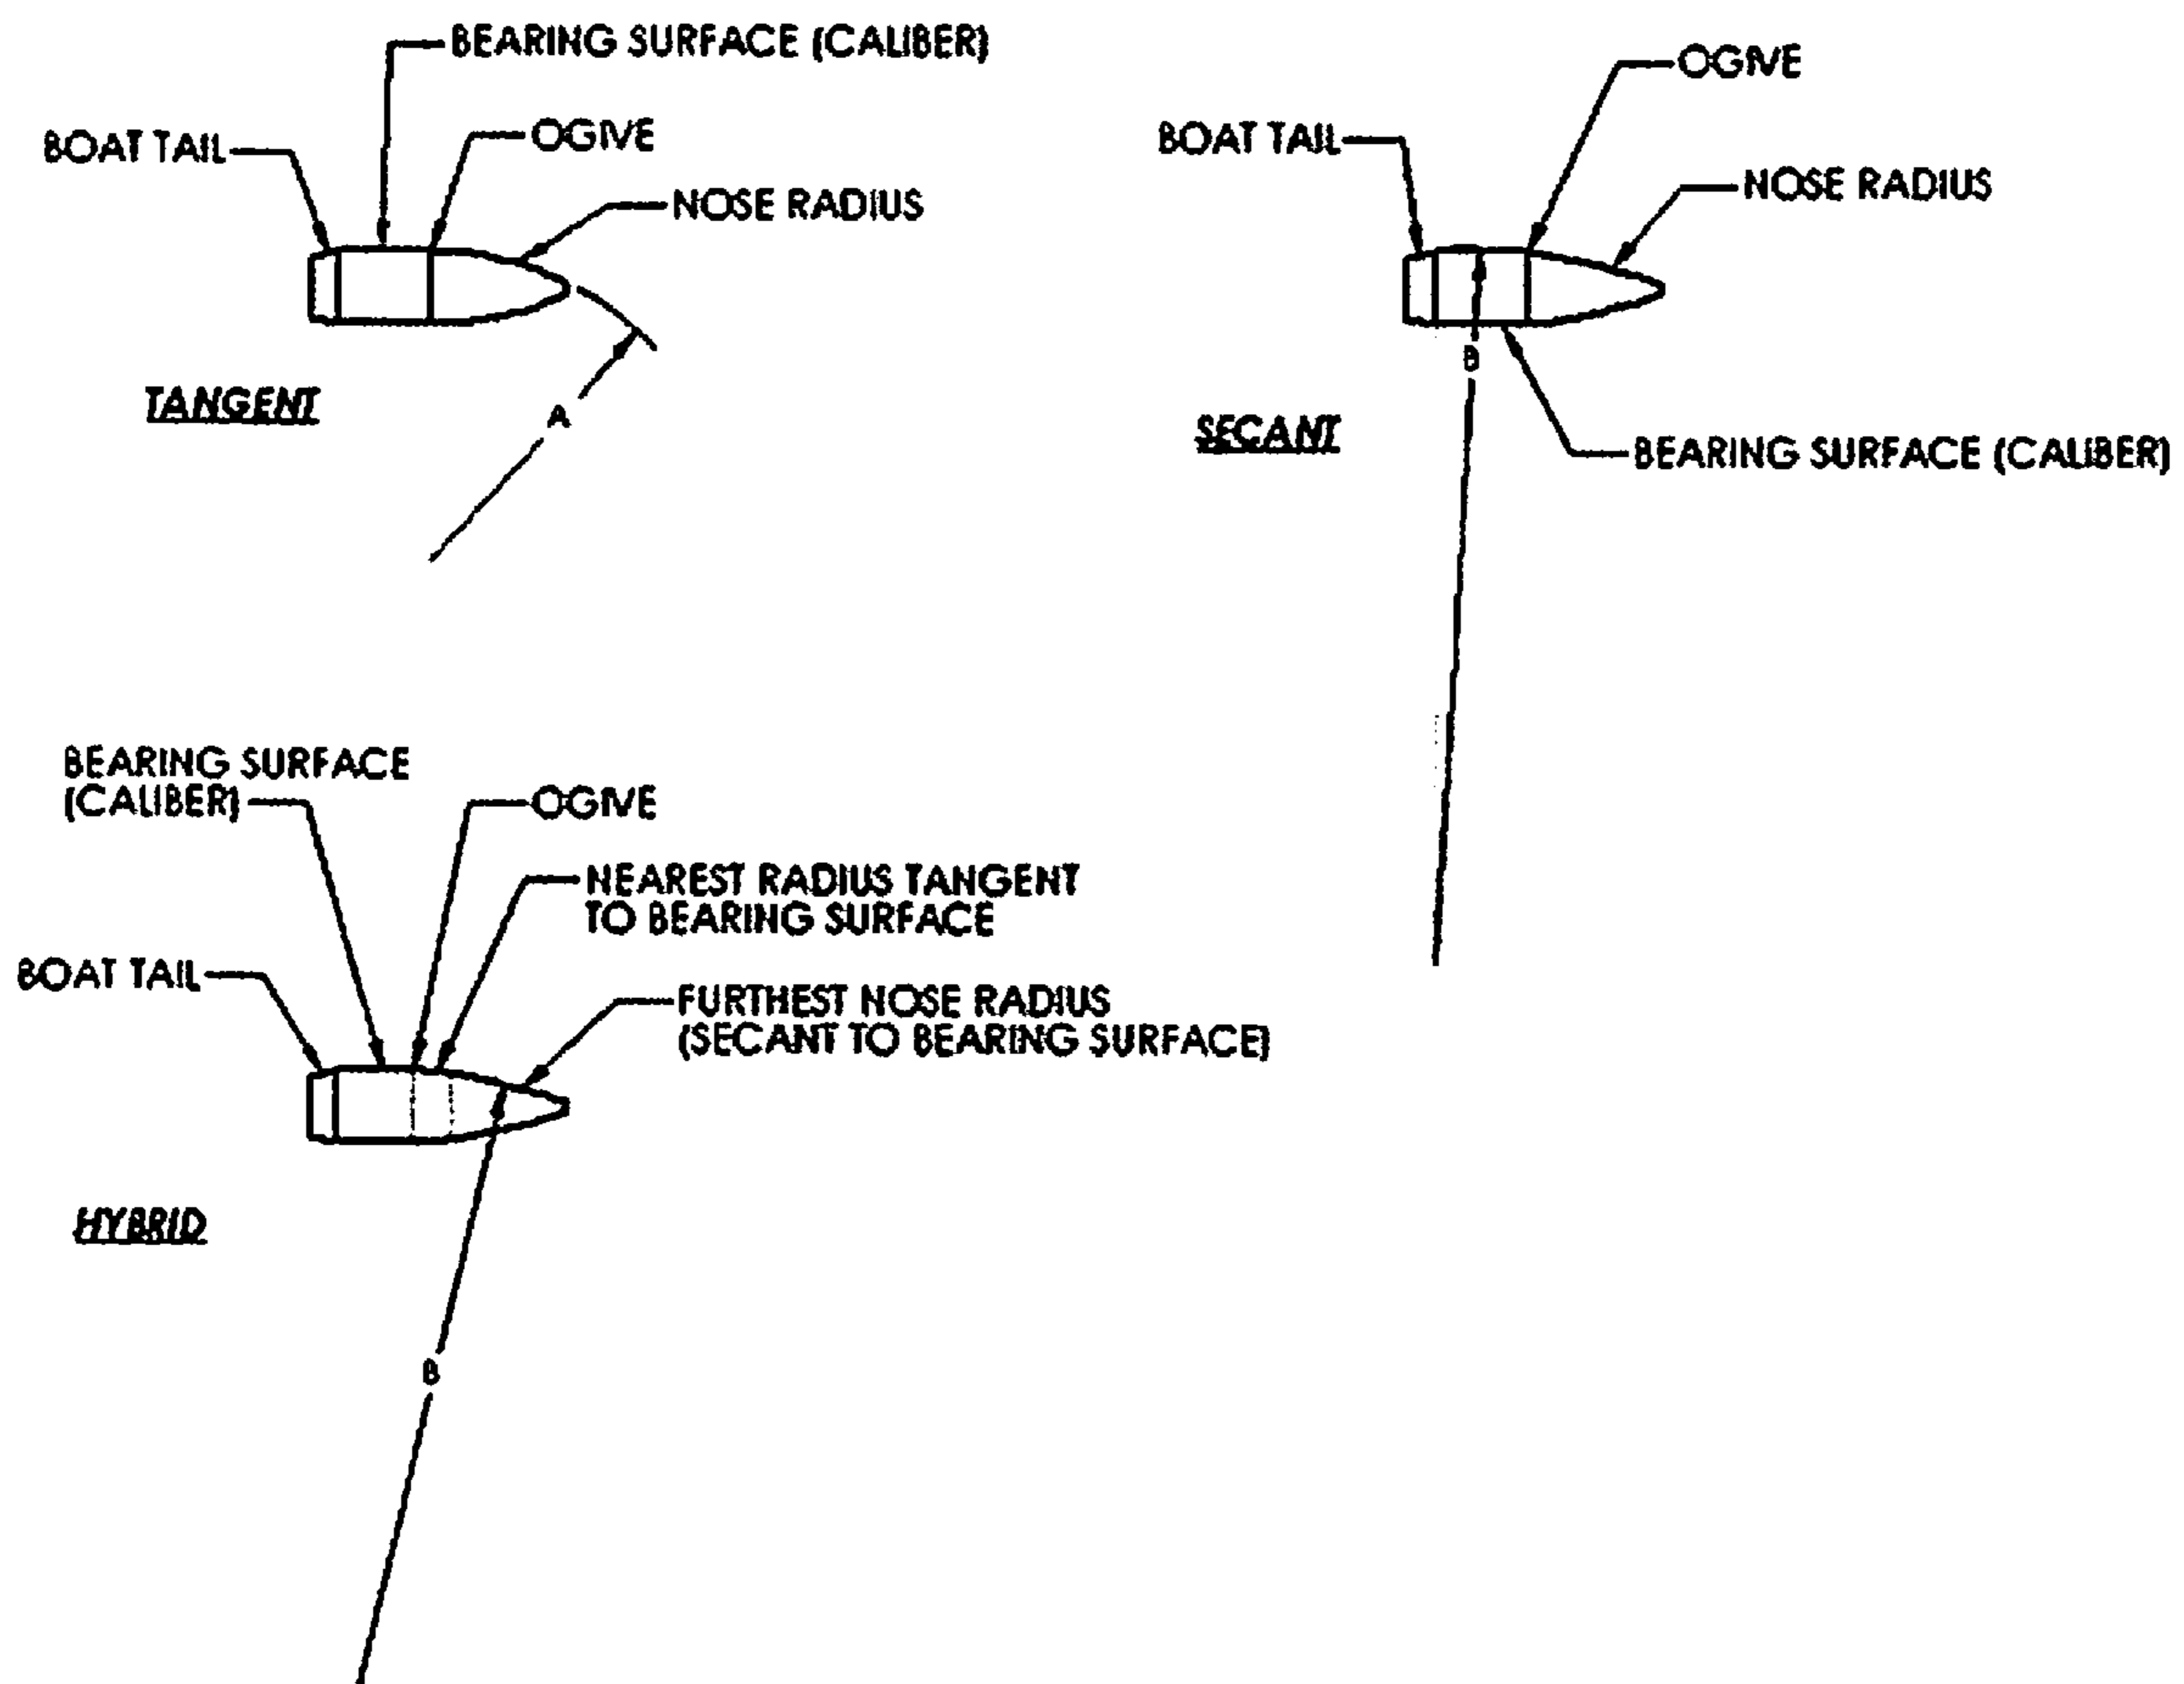 BEARING SURFACE (CALIBER)
OGIVE
BOAT TAIL
NOSE RADIUS
A
TANGENT
OGIVE
BOAT TAIL
NOSE RADIUS
B
SECANT
BEARING SURFACE (CALIBER)
BEARING SURFACE
(CALIBER)
OGIVE
NEAREST RADIUS TANGENT
TO BEARING SURFACE
BOAT TAIL
FURTHEST NOSE RADIUS
(SECANT TO BEARING SURFACE)
HYBRID
B